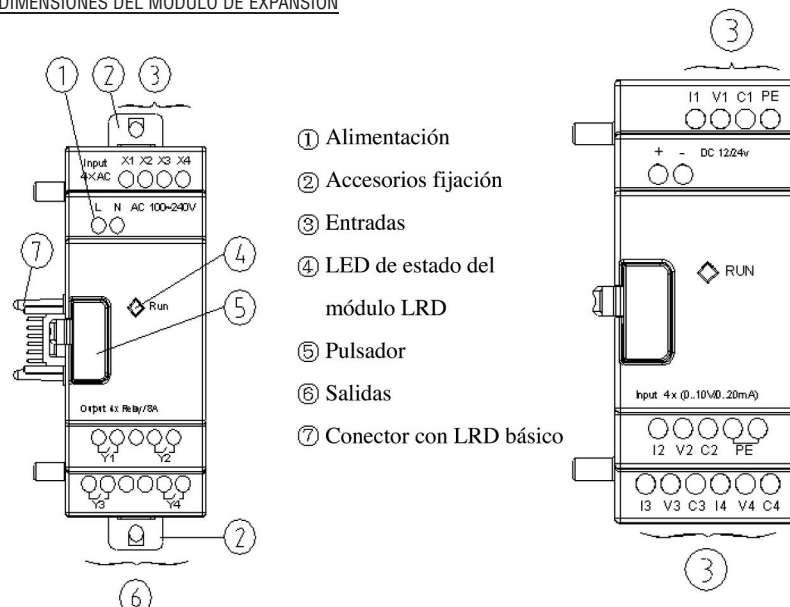 DIMENSIONES DEL MÓDULO DE EXPANSIÓN
① ② ③
Input X1 X2 X3 X4
4×AC
L N AC 100~240V
⑦
④
Run
⑤
Output 4x Relay/8A
Y1 Y2
Y3 Y4
②
⑥
① Alimentación
② Accesorios fijación
③ Entradas
④ LED de estado del
módulo LRD
⑤ Pulsador
⑥ Salidas
⑦ Conector con LRD básico
③
I1 V1 C1 PE
+ - DC 12/24v
RUN
Input 4x (0..10V/0..20mA)
I2 V2 C2 PE
I3 V3 C3 I4 V4 C4
③